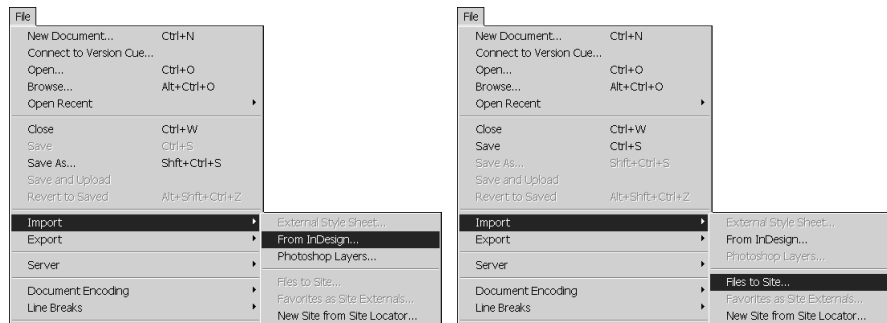 File
New Document... Ctrl+N
Connect to Version Cue...
Open... Ctrl+O
Browse... Alt+Ctrl+O
Open Recent
Close Ctrl+W
Save Ctrl+S
Save As... Shft+Ctrl+S
Save and Upload
Revert to Saved Alt+Shft+Ctrl+Z
Import
Export
Server
Document Encoding
Line Breaks
External Style Sheet...
From InDesign...
Photoshop Layers...
Files to Site...
Favorites as Site Externals...
New Site from Site Locator...
File
New Document... Ctrl+N
Connect to Version Cue...
Open... Ctrl+O
Browse... Alt+Ctrl+O
Open Recent
Close Ctrl+W
Save Ctrl+S
Save As... Shft+Ctrl+S
Save and Upload
Revert to Saved Alt+Shft+Ctrl+Z
Import
Export
Server
Document Encoding
Line Breaks
External Style Sheet...
From InDesign...
Photoshop Layers...
Files to Site...
Favorites as Site Externals...
New Site from Site Locator...